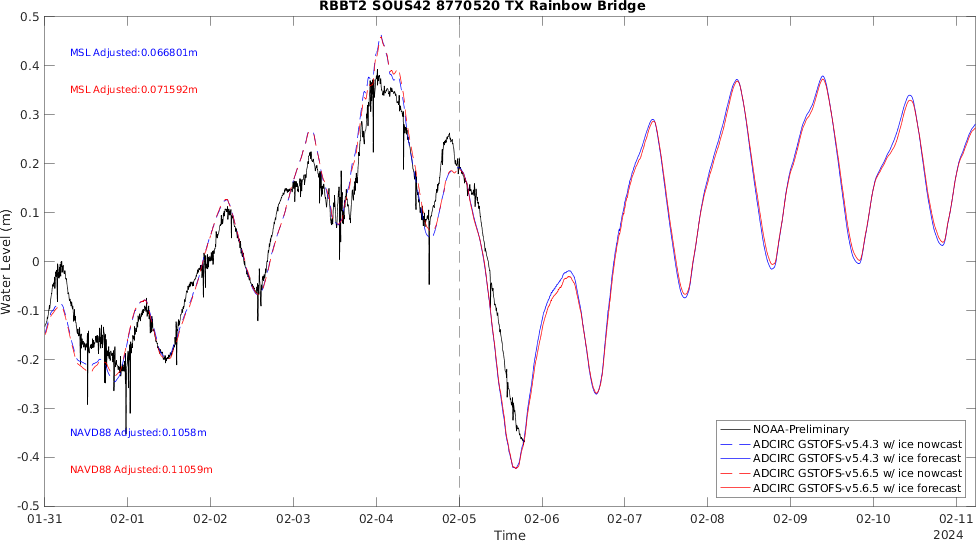 RBBT2 SOUS42 8770520 TX Rainbow Bridge
0.5
0.4
0.3
0.2
0.1
0
-0.1
-0.2
-0.3
-0.4
-0.5
Water Level (m)
MSL Adjusted:0.066801m
MSL Adjusted:0.071592m
NAVD88 Adjusted:0.1058m
NAVD88 Adjusted:0.11059m
NOAA-Preliminary
ADCIRC GSTOFS-v5.4.3 w/ ice nowcast
ADCIRC GSTOFS-v5.4.3 w/ ice forecast
ADCIRC GSTOFS-v5.6.5 w/ ice nowcast
ADCIRC GSTOFS-v5.6.5 w/ ice forecast
01-31 02-01 02-02 02-03 02-04 02-05 02-06 02-07 02-08 02-09 02-10 02-11
Time
2024